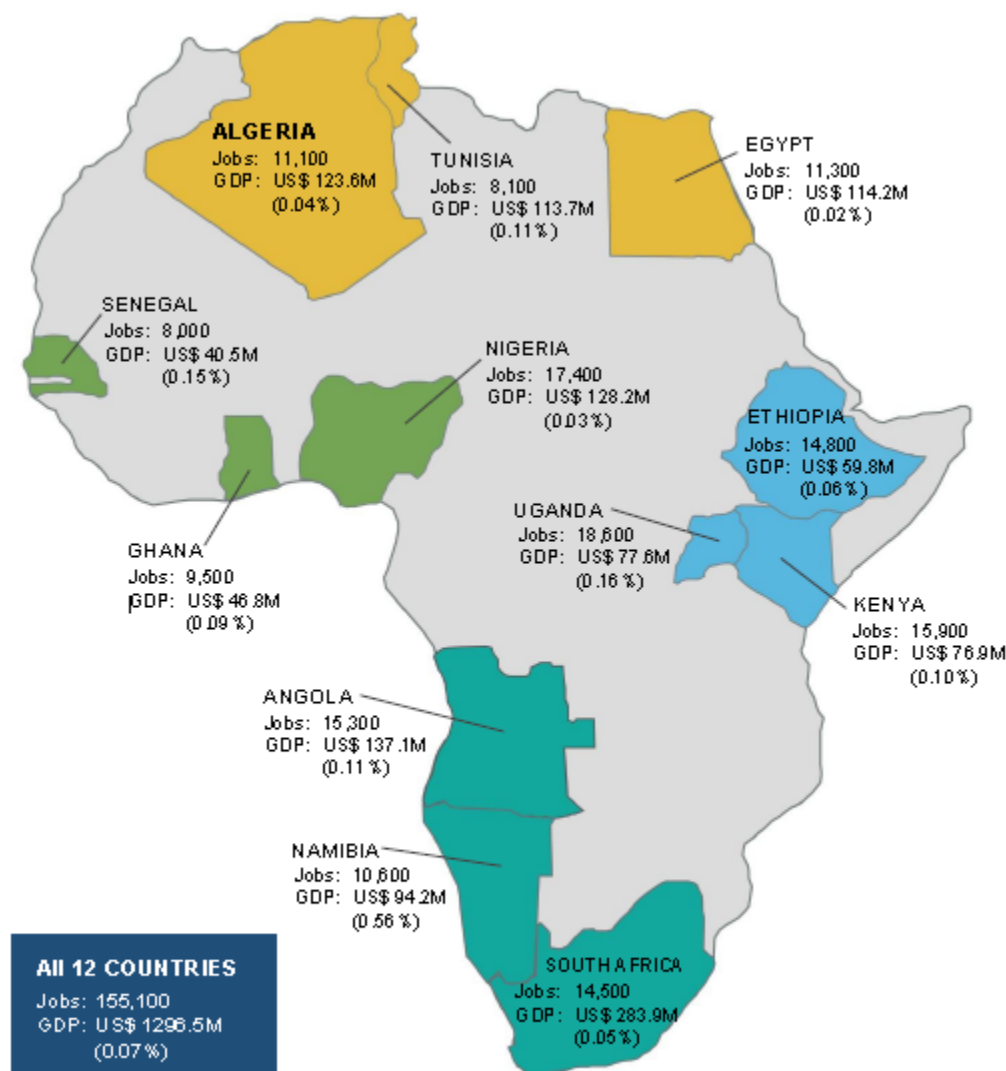 ALGERIA
Jobs: 11,100
GDP: US$ 123.6M
(0.04%)
TUNISIA
Jobs: 8,100
GDP: US$ 113.7M
(0.11%)
EGYPT
Jobs: 11,300
GDP: US$ 114.2M
(0.02%)
SENEGAL
Jobs: 8,000
GDP: US$ 40.5M
(0.15%)
NIGERIA
Jobs: 17,400
GDP: US$ 128.2M
(0.03%)
ETHIOPIA
Jobs: 14,800
GDP: US$ 59.8M
(0.06%)
UGANDA
Jobs: 18,600
GDP: US$ 77.6M
(0.16%)
GHANA
Jobs: 9,500
GDP: US$ 46.8M
(0.09%)
KENYA
Jobs: 15,900
GDP: US$ 76.9M
(0.10%)
ANGOLA
Jobs: 15,300
GDP: US$ 137.1M
(0.11%)
NAMIBIA
Jobs: 10,600
GDP: US$ 94.2M
(0.56%)
SOUTH AFRICA
Jobs: 14,500
GDP: US$ 283.9M
(0.05%)
All 12 COUNTRIES
Jobs: 155,100
GDP: US$ 1296.5M
(0.07%)